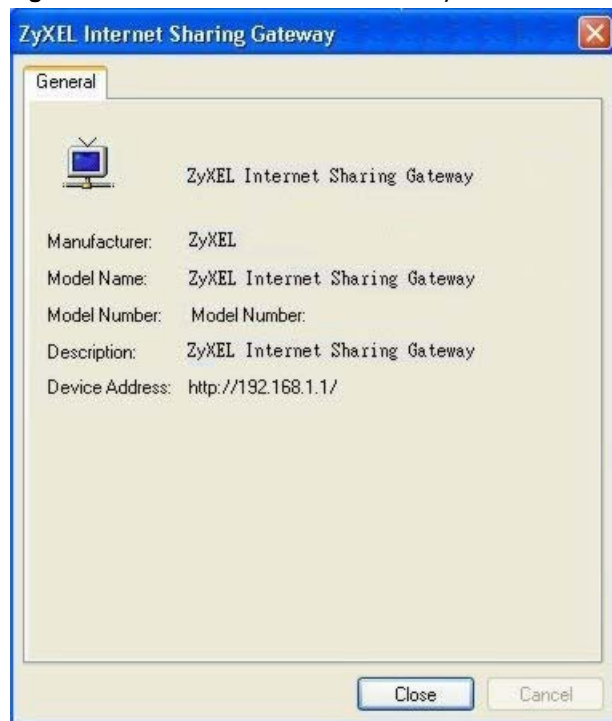 ZyXEL Internet Sharing Gateway
General
ZyXEL Internet Sharing Gateway
Manufacturer: ZyXEL
Model Name: ZyXEL Internet Sharing Gateway
Model Number: Model Number:
Description: ZyXEL Internet Sharing Gateway
Device Address: http://192.168.1.1/
Close Cancel